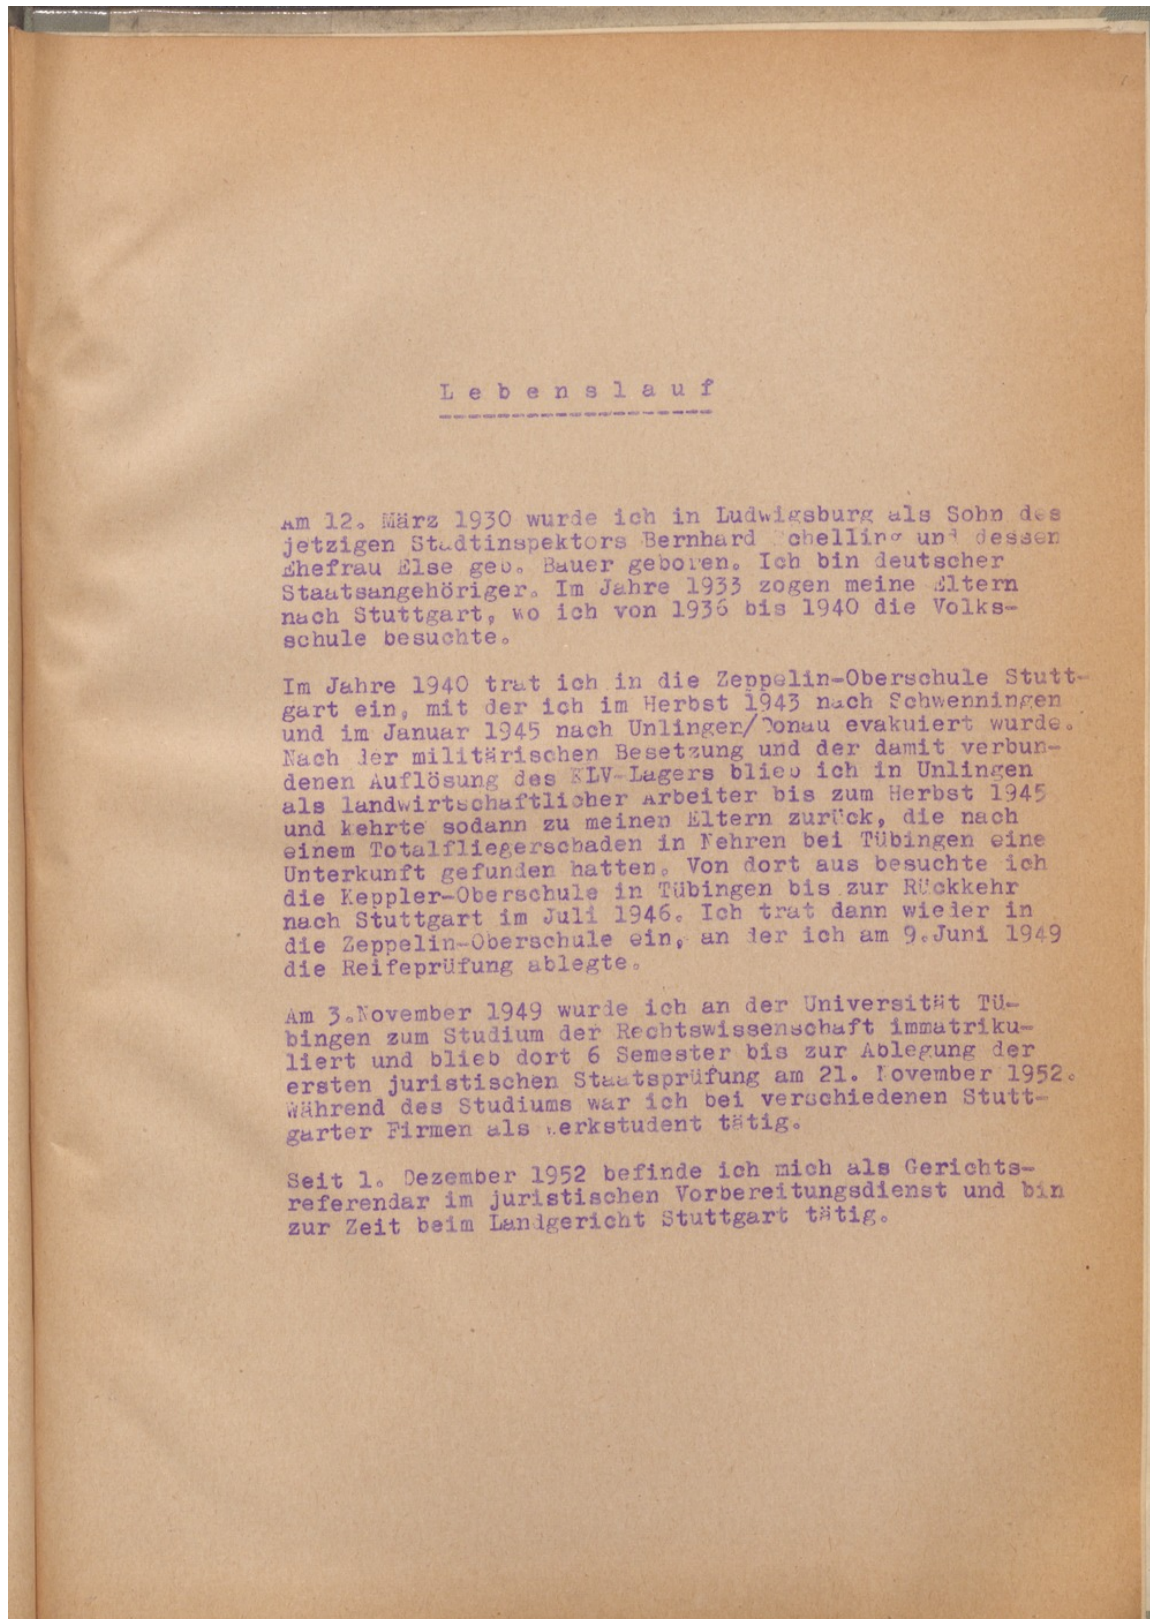 Lebenslauf
Am 12. März 1930 wurde ich in Ludwigsburg als Sohn des
jetzigen Stadtinspektors Bernhard Schelling und dessen
Ehefrau Else geb. Bauer geboren. Ich bin deutscher
Staatsangehöriger. Im Jahre 1933 zogen meine Eltern
nach Stuttgart, wo ich von 1936 bis 1940 die Volks-
schule besuchte.
Im Jahre 1940 trat ich in die Zeppelin-Oberschule Stutt-
gart ein, mit der ich im Herbst 1943 nach Schwenningen
und im Januar 1945 nach Unlingen/Donau evakuiert wurde.
Nach der militärischen Besetzung und der damit verbun-
denen Auflösung des KLV-Lagers blieb ich in Unlingen
als landwirtschaftlicher Arbeiter bis zum Herbst 1945
und kehrte sodann zu meinen Eltern zurück, die nach
einem Totalfliegerschaden in Nehren bei Tübingen eine
Unterkunft gefunden hatten. Von dort aus besuchte ich
die Keppler-Oberschule in Tübingen bis zur Rückkehr
nach Stuttgart im Juli 1946. Ich trat dann wieder in
die Zeppelin-Oberschule ein, an der ich am 9.Juni 1949
die Reifeprüfung ablegte.
Am 3.November 1949 wurde ich an der Universität Tü-
bingen zum Studium der Rechtswissenschaft immatriku-
liert und blieb dort 6 Semester bis zur Ablegung der
ersten juristischen Staatsprüfung am 21. November 1952.
Während des Studiums war ich bei verschiedenen Stutt-
garter Firmen als Werkstudent tätig.
Seit 1. Dezember 1952 befinde ich mich als Gerichts-
referendar im juristischen Vorbereitungsdienst und bin
zur Zeit beim Landgericht Stuttgart tätig.